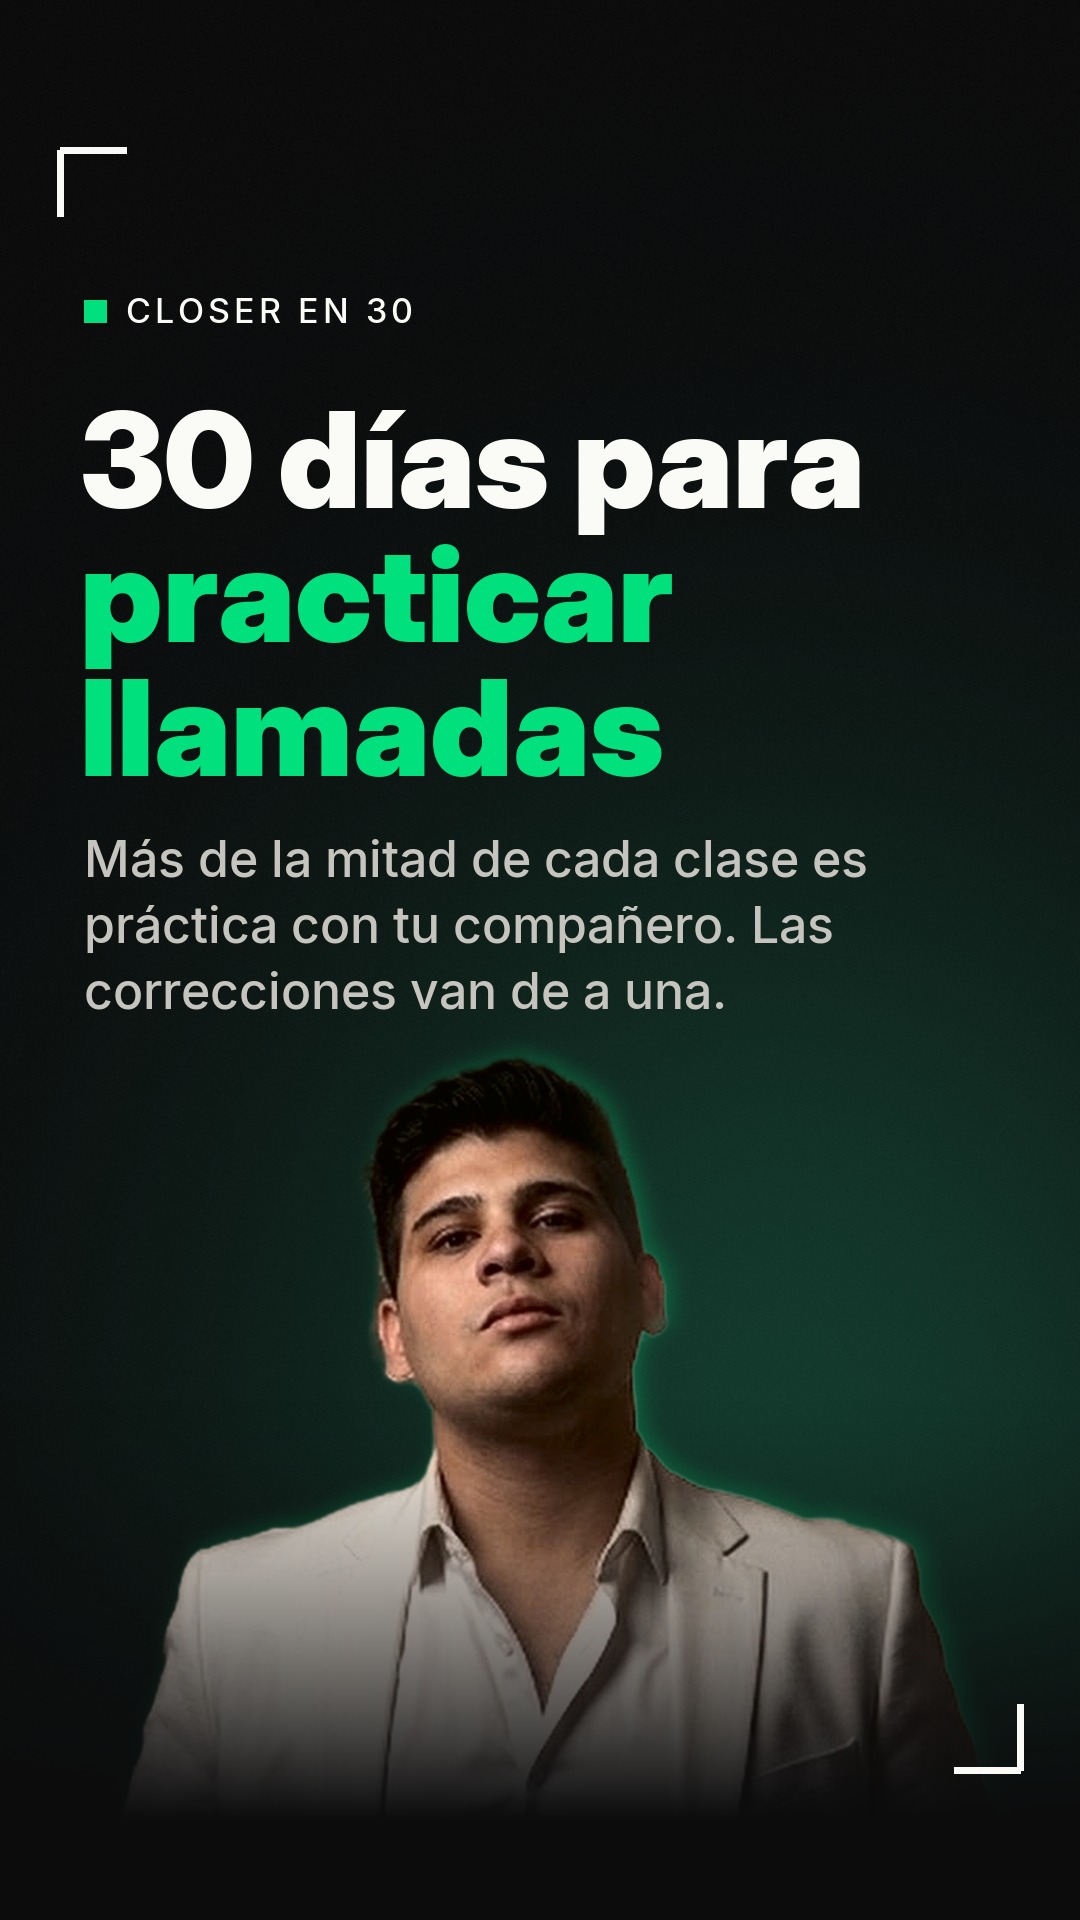 CLOSER EN 30
30 días para
practicar
llamadas
Más de la mitad de cada clase es
práctica con tu compañero. Las
correcciones van de a una.